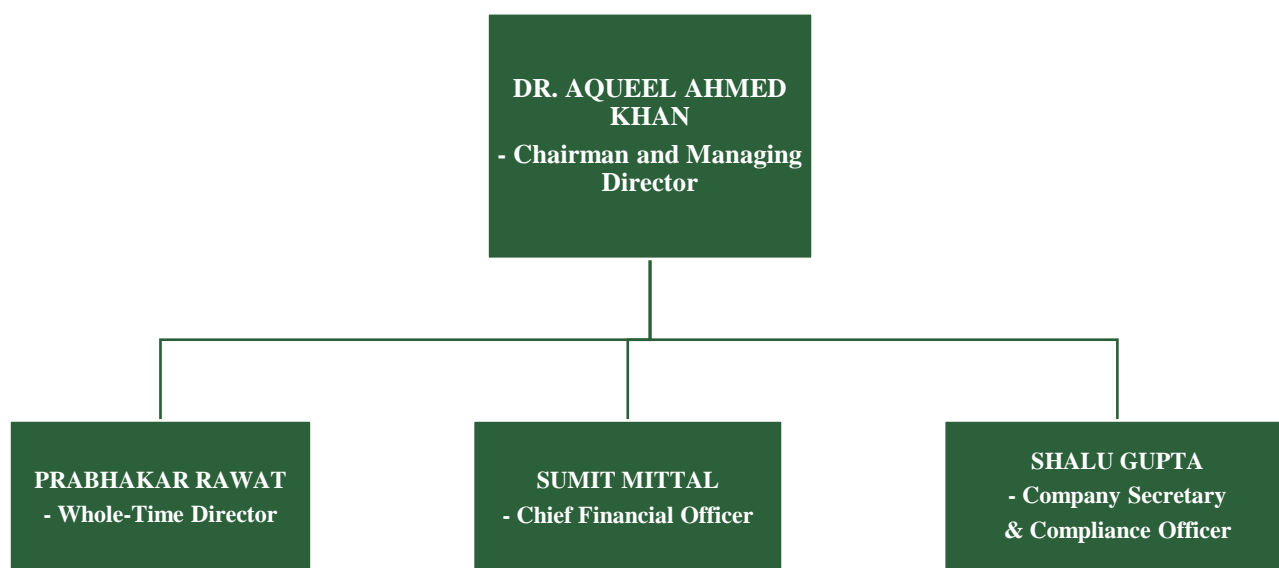 DR. AQUEEL AHMED
KHAN
- Chairman and Managing
Director
PRABHAKAR RAWAT
- Whole-Time Director
SUMIT MITTAL
- Chief Financial Officer
SHALU GUPTA
- Company Secretary
& Compliance Officer